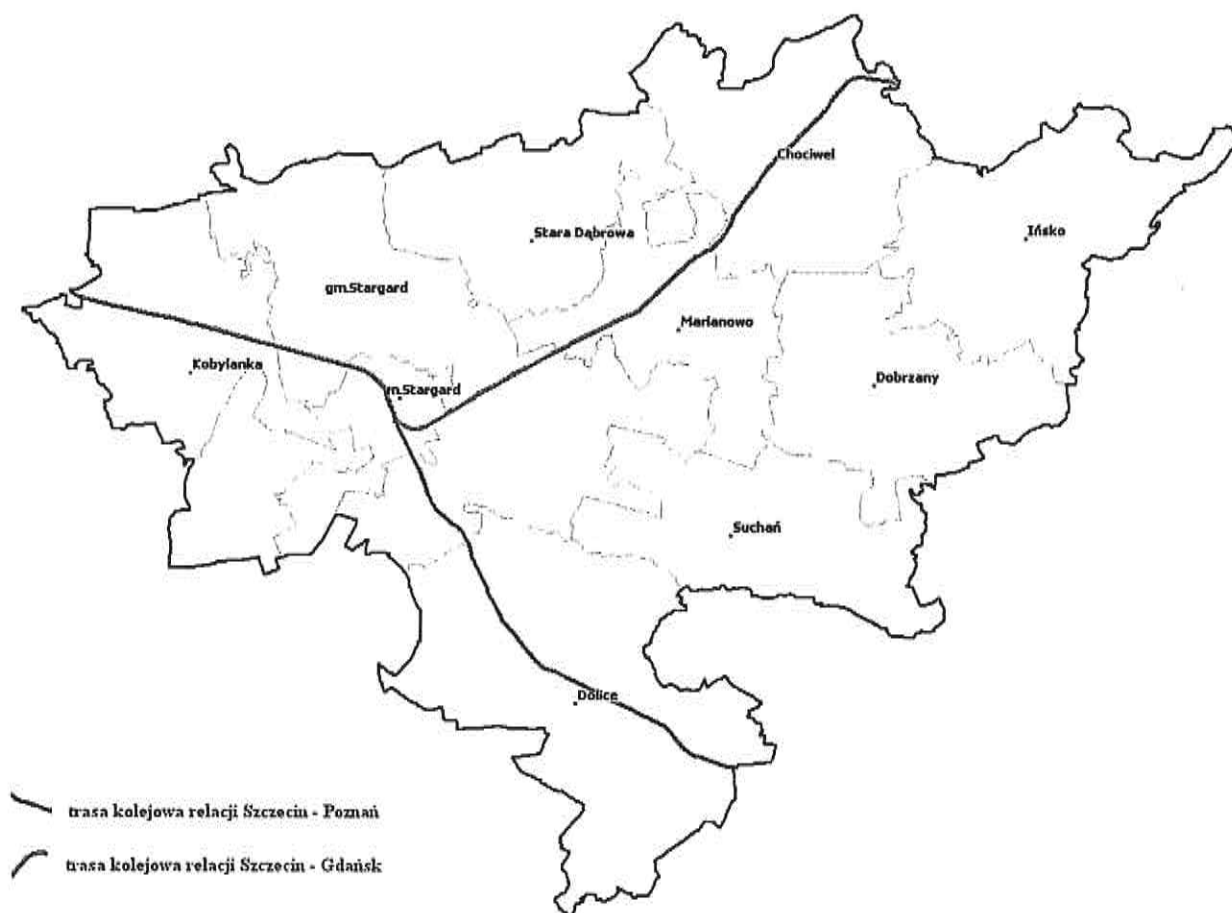 Chociwel
Stara Dąbrowa
Ińsko
gm.Stargard
Marianowo
Kobylanka
m.Stargard
Dobrzany
Suchań
Dolice
trasa kolejowa relacji Szczecin - Poznań
trasa kolejowa relacji Szczecin - Gdańsk